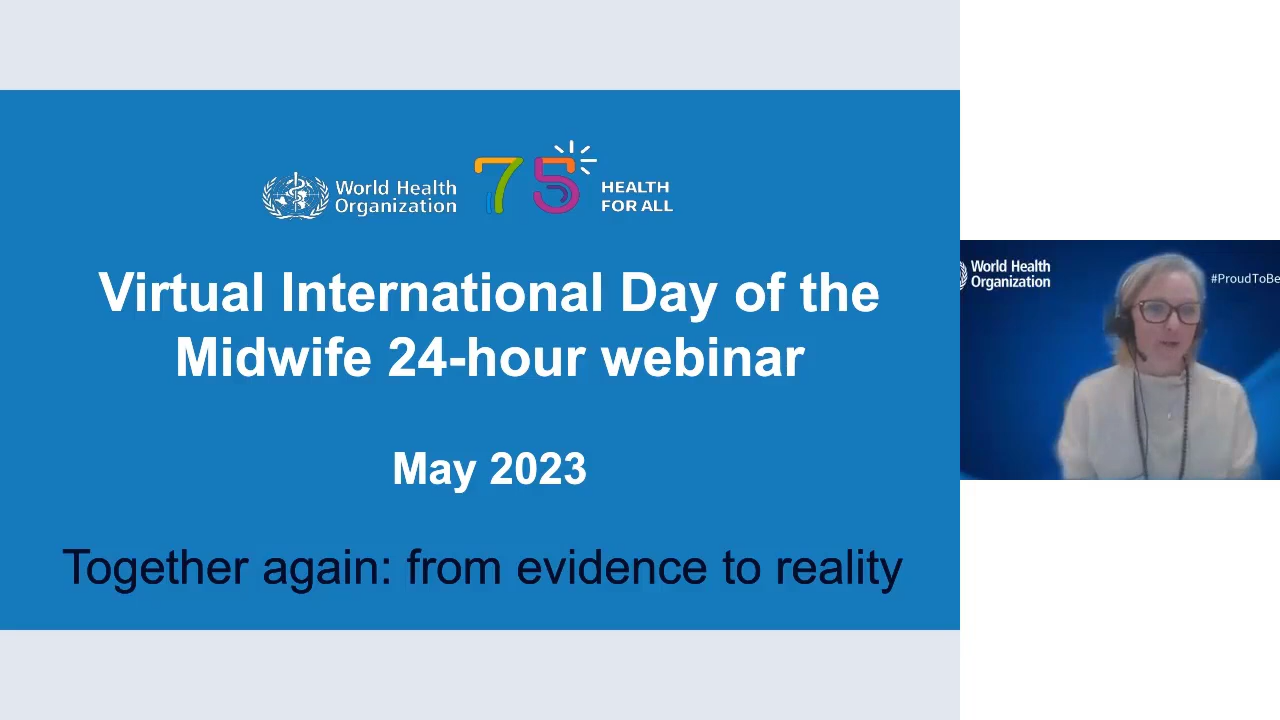 World Health
Organization
75
HEALTH
FOR ALL
Virtual International Day of the
Midwife 24-hour webinar
May 2023
Together again: from evidence to reality
World Health
Organization
#ProudToBe